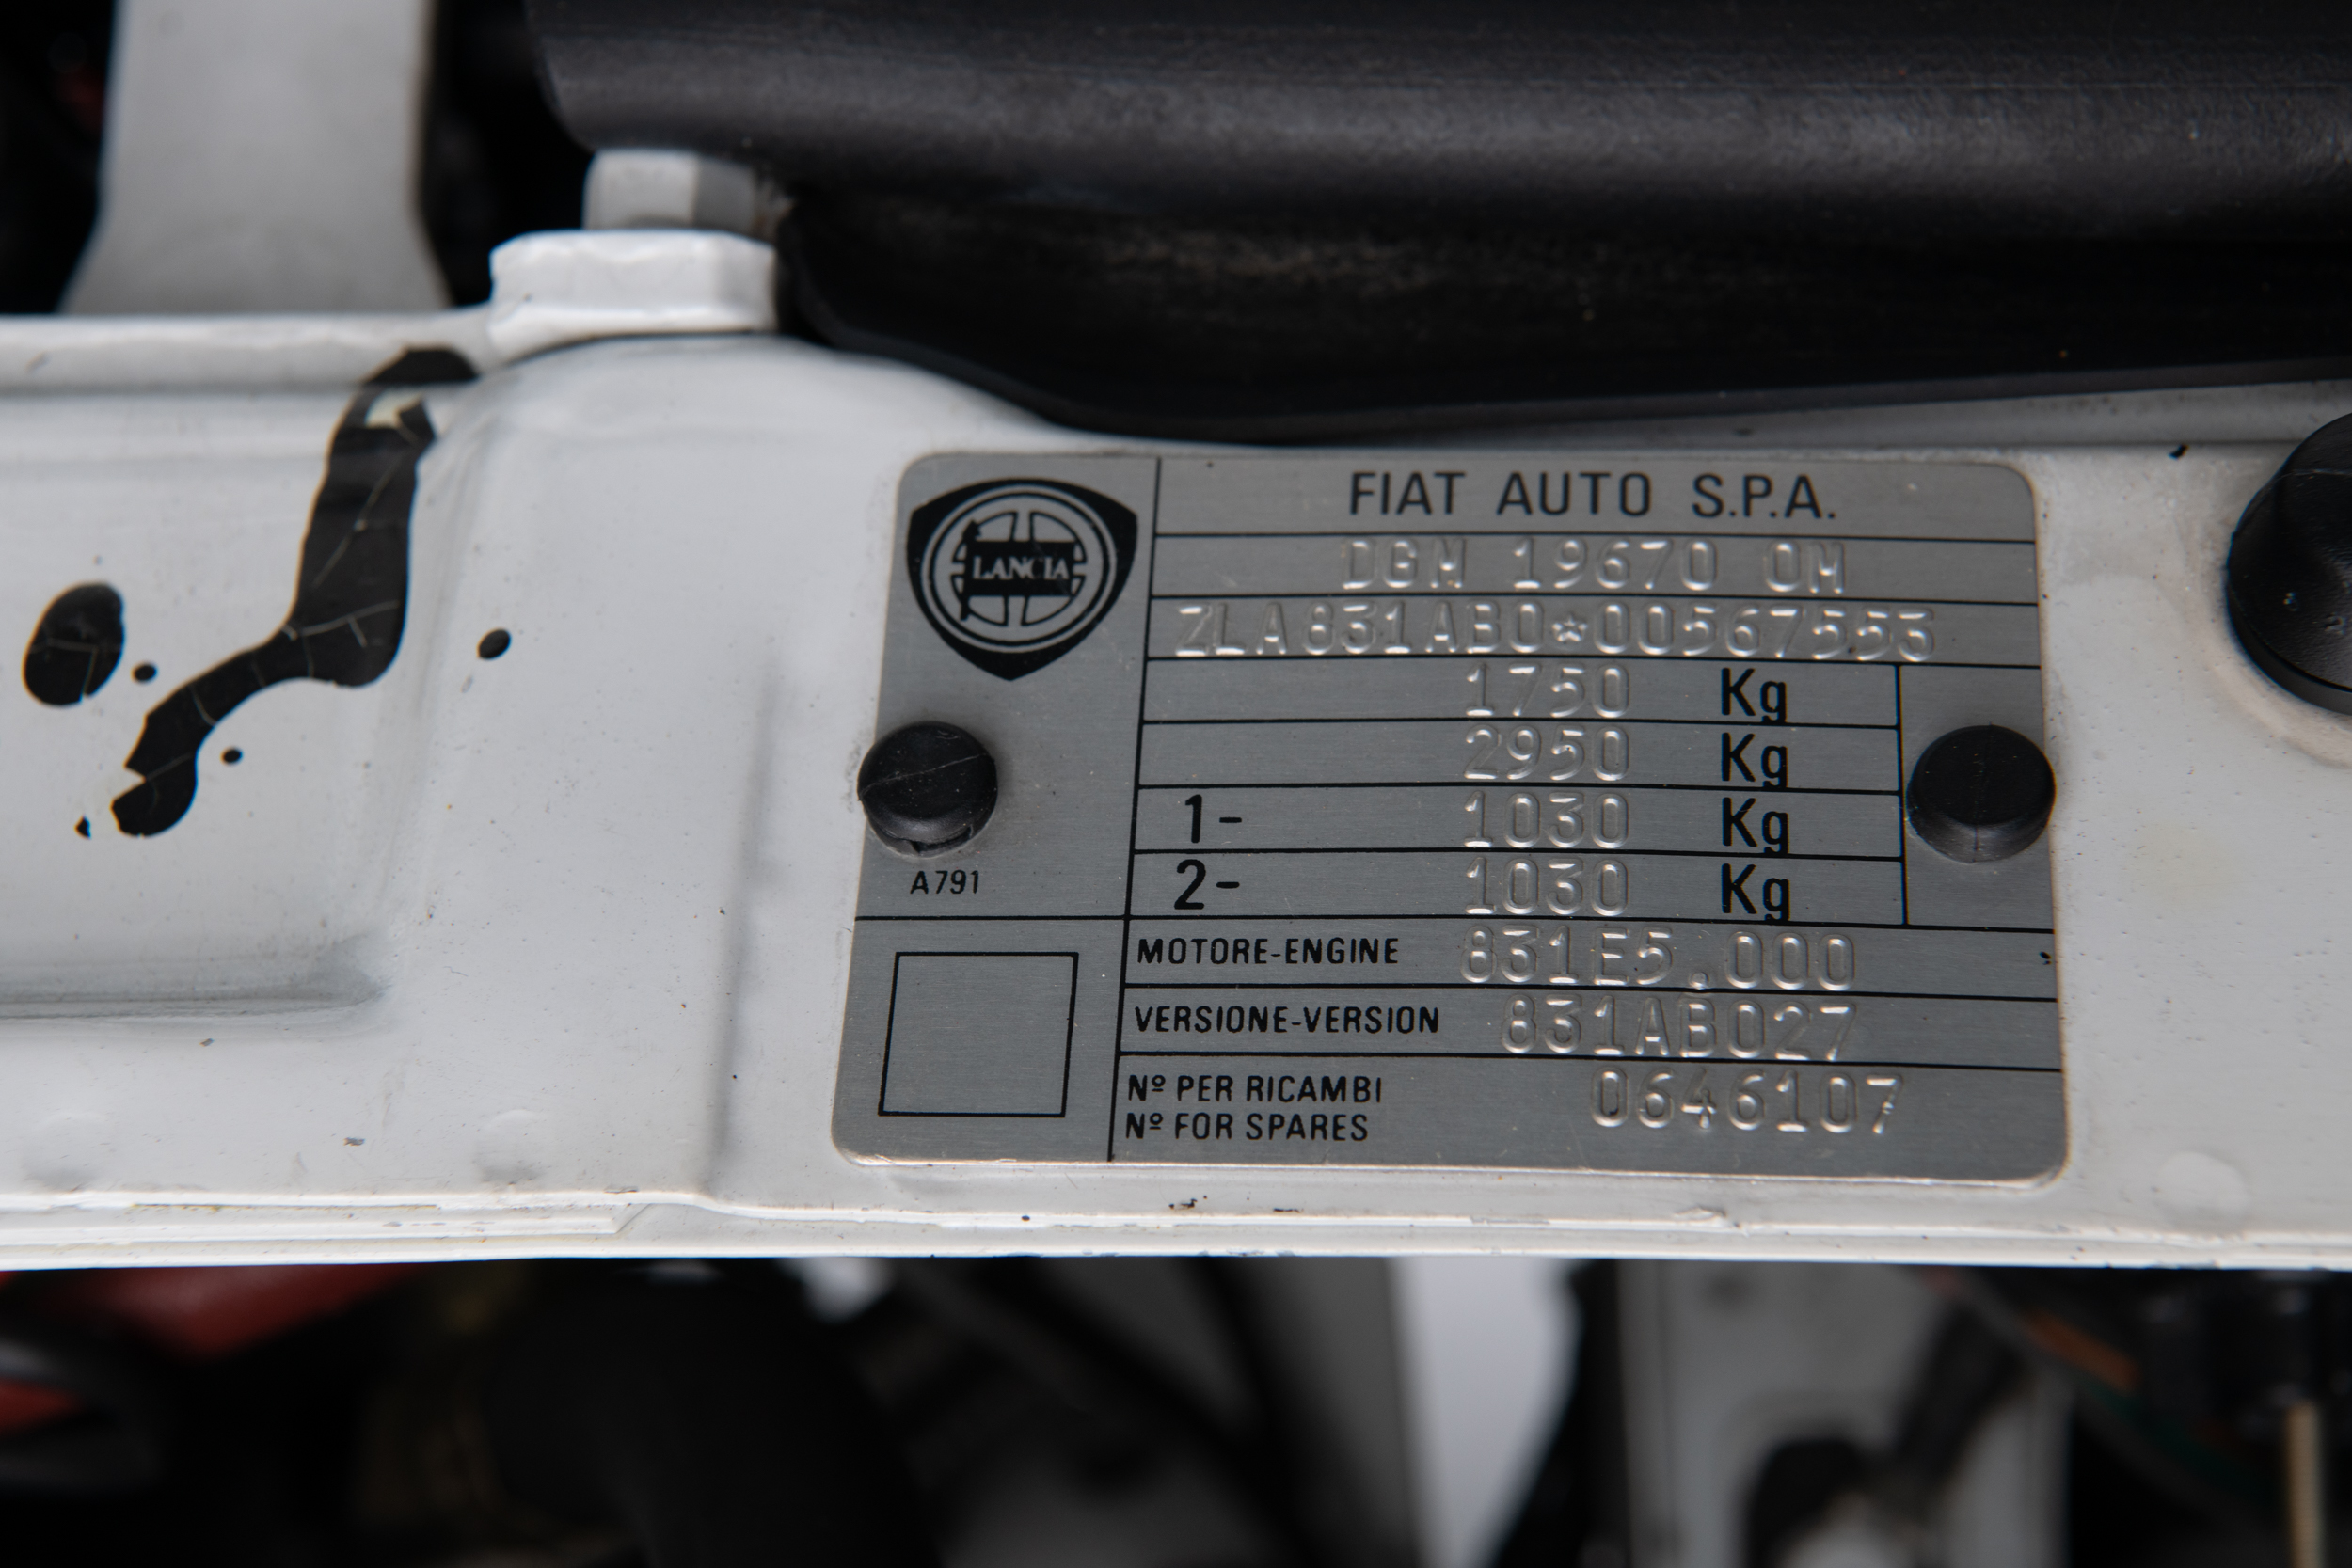 LANCIA
FIAT AUTO S.P.A.
DGM 19670 OM
ZLA831AB0*00567553
1750 Kg
2950 Kg
1- 1030 Kg
2- 1030 Kg
A791
MOTORE-ENGINE 831E5.000
VERSIONE-VERSION 831AB027
Nº PER RICAMBI
Nº FOR SPARES 0646107